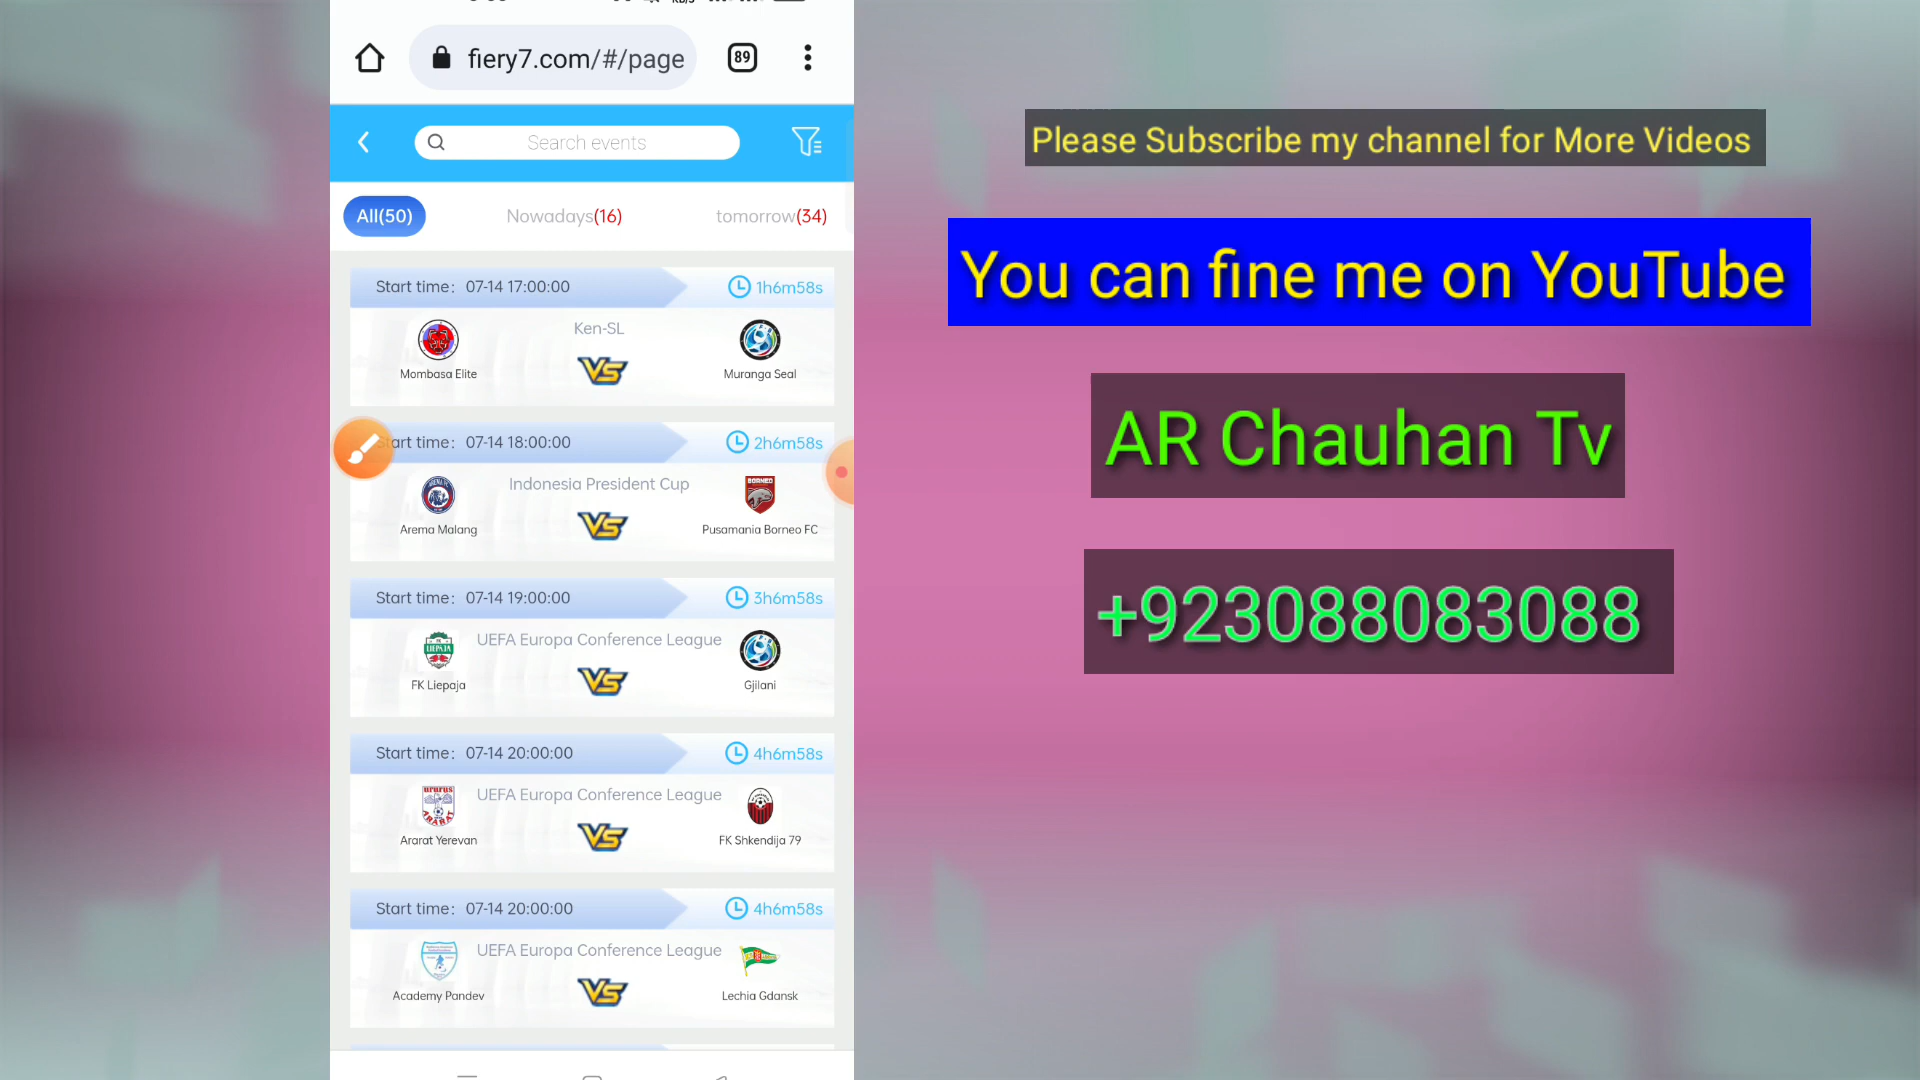 fiery7.com/#/page
89
Search events
All(50)
Nowadays(16)
tomorrow(34)
Start time: 07-14 17:00:00
1h6m58s
Ken-SL
VS
Mombasa Elite
Muranga Seal
Start time: 07-14 18:00:00
2h6m58s
Indonesia President Cup
BORNEO
VS
Arema Malang
Pusamania Borneo FC
Start time: 07-14 19:00:00
3h6m58s
UEFA Europa Conference League
VS
FK Liepaja
Gjilani
Start time: 07-14 20:00:00
4h6m58s
UEFA Europa Conference League
VS
Ararat Yerevan
FK Shkendija 79
Start time: 07-14 20:00:00
4h6m58s
UEFA Europa Conference League
VS
Academy Pandev
Lechia Gdansk
Please Subscribe my channel for More Videos
You can fine me on YouTube
AR Chauhan Tv
+923088083088